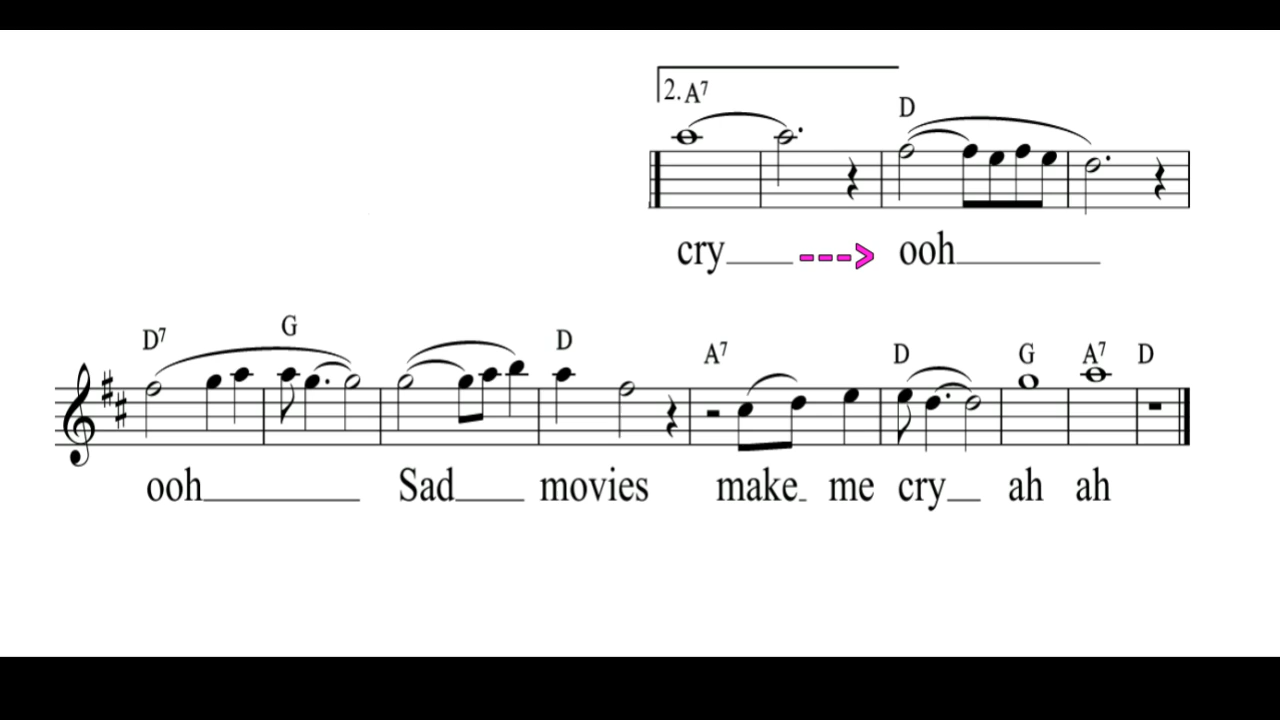 2. A7
D
cry ---> ooh
D7 G D A7 D G A7 D
ooh Sad movies make me cry ah ah